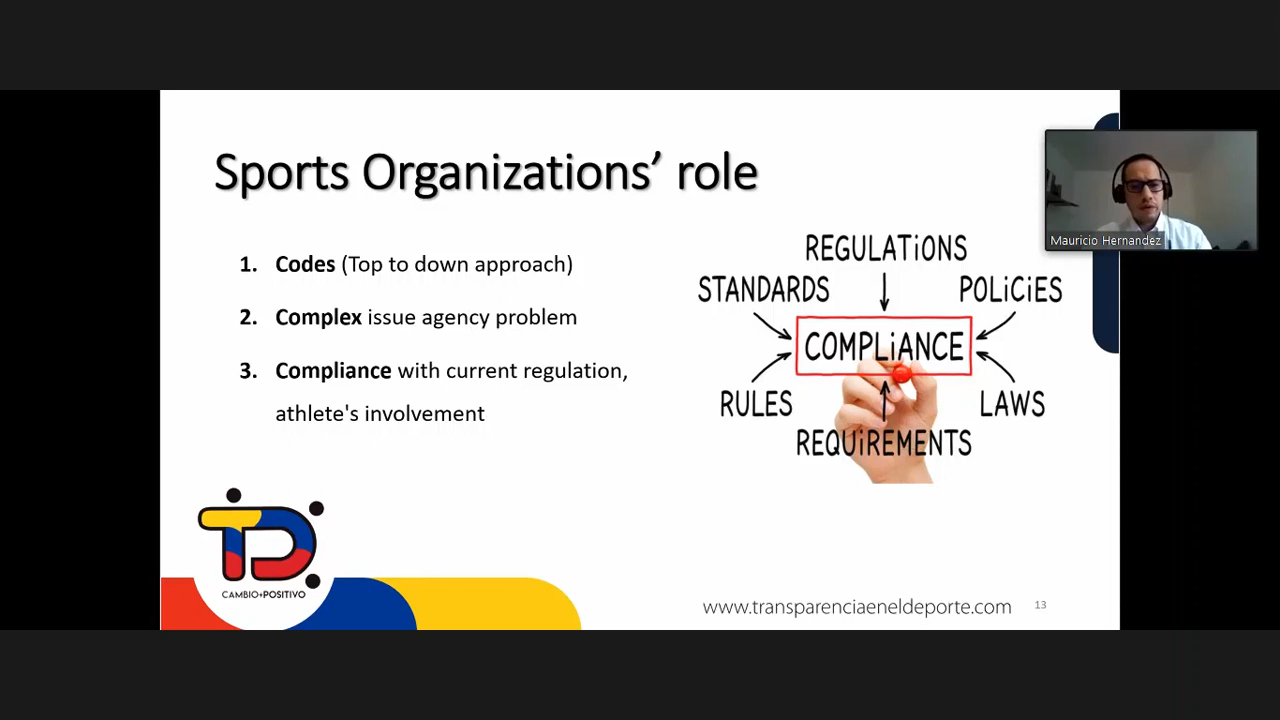 Sports Organizations’ role
1. Codes (Top to down approach)
2. Complex issue agency problem
3. Compliance with current regulation,
athlete's involvement
REGULATiONS
STANDARDS
POLiCiES
COMPLiANCE
RULES
LAWS
REQUiREMENTS
Mauricio Hernandez
TD
CAMBIO+POSITIVO
www.transparenciaeneldeporte.com
13